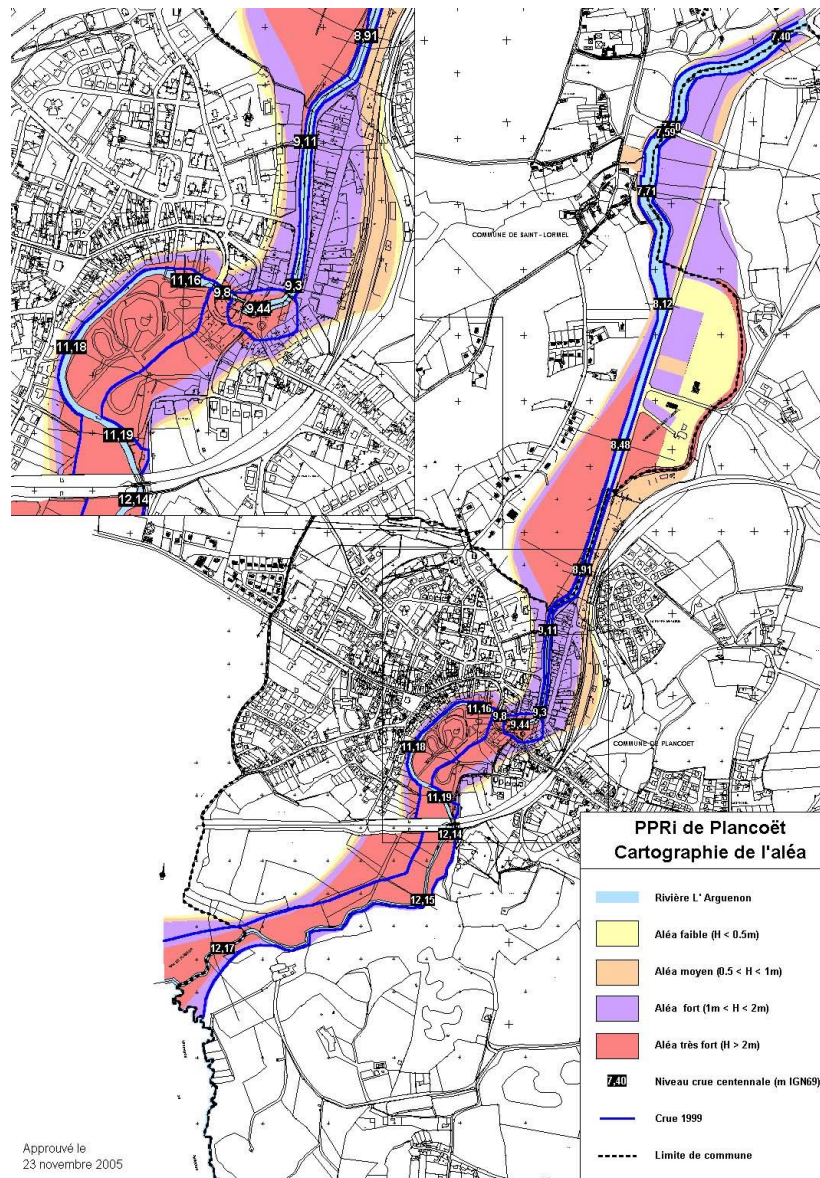 8,91
9,11
11,16
9,8
9,3
9,44
11,18
11,19
12,14
7,40
7,59
7,71
COMMUNE DE SAINT-LORMEL
8,12
8,48
8,91
9,11
11,16
9,8
9,3
9,44
11,18
COMMUNE DE PLANCOET
11,19
12,14
12,15
12,17
PPRi de Plancoët
Cartographie de l'aléa
Rivière L' Arguenon
Aléa faible (H < 0.5m)
Aléa moyen (0.5 < H < 1m)
Aléa fort (1m < H < 2m)
Aléa très fort (H > 2m)
7,40 Niveau crue centennale (m IGN69)
Crue 1999
Limite de commune
Approuvé le
23 novembre 2005